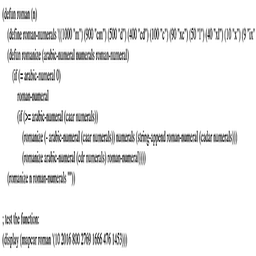 (defun roman (n)
(define roman-numerals '((1000 "m") (900 "cm") (500 "d") (400 "cd") (100 "c") (90 "xc") (50 "l") (40 "xl") (10 "x") (9 "ix"
(defun romanize (arabic-numeral numerals roman-numeral)
(if (= arabic-numeral 0)
roman-numeral
(if (>= arabic-numeral (caar numerals))
(romanize (- arabic-numeral (caar numerals)) numerals (string-append roman-numeral (cadar numerals)))
(romanize arabic-numeral (cdr numerals) roman-numeral))))
(romanize n roman-numerals ""))
; test the function:
(display (mapcar roman '(10 2016 800 2769 1666 476 1453)))